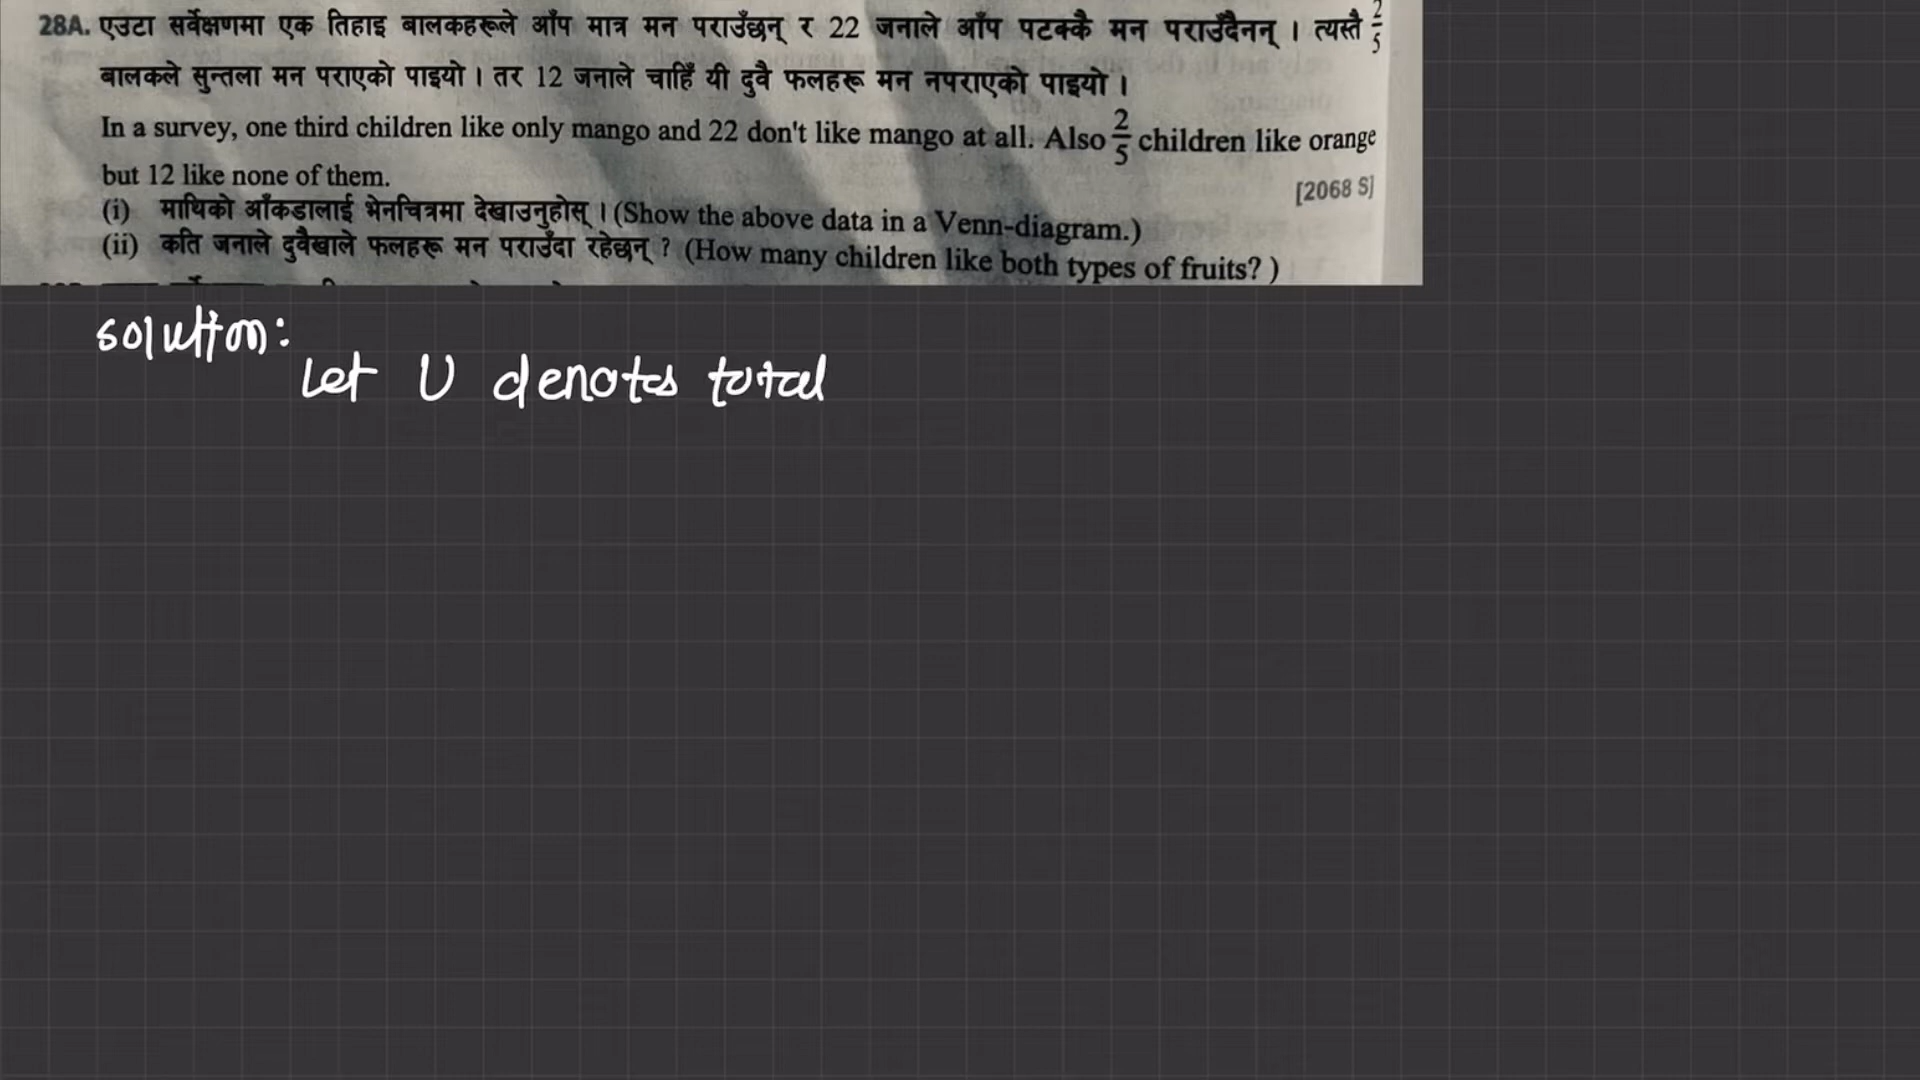 28A. एउटा सर्वेक्षणमा एक तिहाइ बालकहरूले आँप मात्र मन पराउँछन् र 22 जनाले आँप पटक्कै मन पराउँदैनन् । त्यस्तै 2/5
बालकले सुन्तला मन पराएको पाइयो । तर 12 जनाले चाहिँ यी दुवै फलहरू मन नपराएको पाइयो ।
In a survey, one third children like only mango and 22 don't like mango at all. Also 2/5 children like orange
but 12 like none of them.
[2068 S]
(i) माथिको आँकडालाई भेनचित्रमा देखाउनुहोस् । (Show the above data in a Venn-diagram.)
(ii) कति जनाले दुवैखाले फलहरू मन पराउँदा रहेछन् ? (How many children like both types of fruits? )
solution:
Let U denotes total